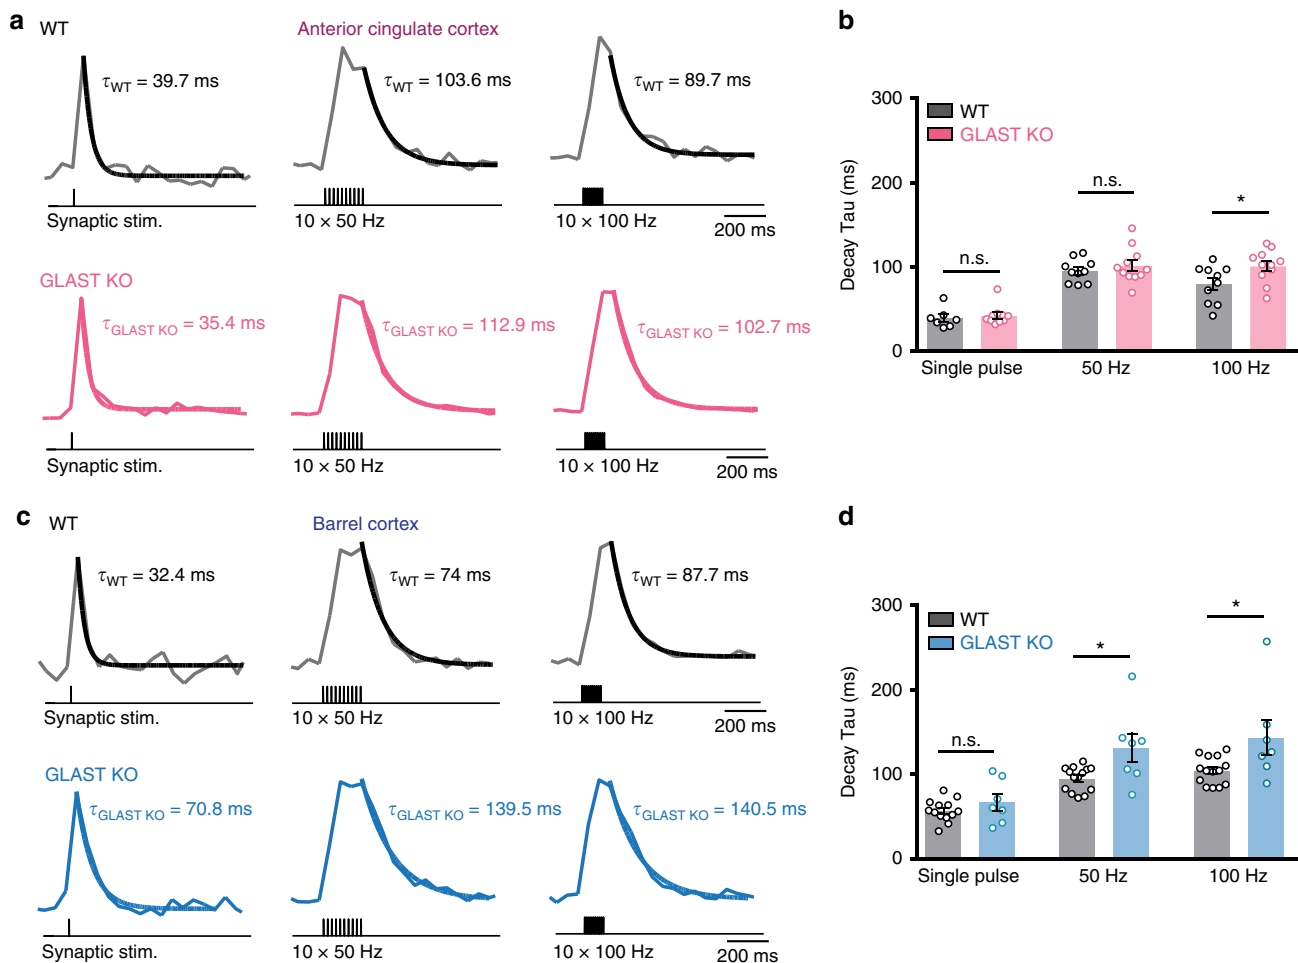 a
WT
Anterior cingulate cortex
τWT = 39.7 ms
τWT = 103.6 ms
τWT = 89.7 ms
Synaptic stim.
10 × 50 Hz
10 × 100 Hz
200 ms
GLAST KO
τGLAST KO = 35.4 ms
τGLAST KO = 112.9 ms
τGLAST KO = 102.7 ms
Synaptic stim.
10 × 50 Hz
10 × 100 Hz
200 ms
b
Decay Tau (ms)
300
200
100
0
WT
GLAST KO
n.s.
n.s.
*
Single pulse
50 Hz
100 Hz
c
WT
Barrel cortex
τWT = 32.4 ms
τWT = 74 ms
τWT = 87.7 ms
Synaptic stim.
10 × 50 Hz
10 × 100 Hz
200 ms
GLAST KO
τGLAST KO = 70.8 ms
τGLAST KO = 139.5 ms
τGLAST KO = 140.5 ms
Synaptic stim.
10 × 50 Hz
10 × 100 Hz
200 ms
d
Decay Tau (ms)
300
200
100
0
WT
GLAST KO
n.s.
*
*
Single pulse
50 Hz
100 Hz